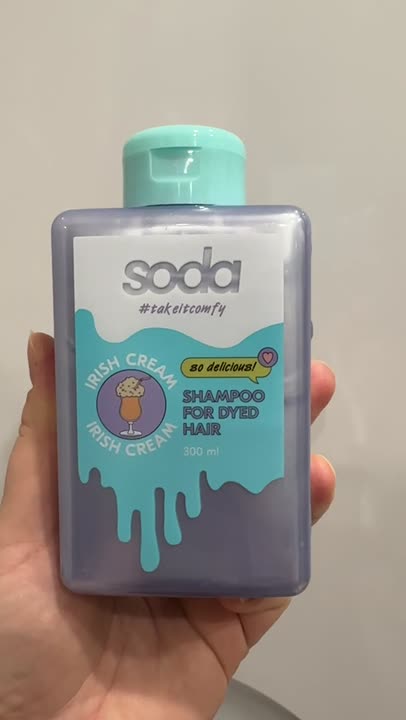 soda
#takeitcomfy
IRISH CREAM
IRISH CREAM
so delicious!
SHAMPOO
FOR DYED
HAIR
300 ml